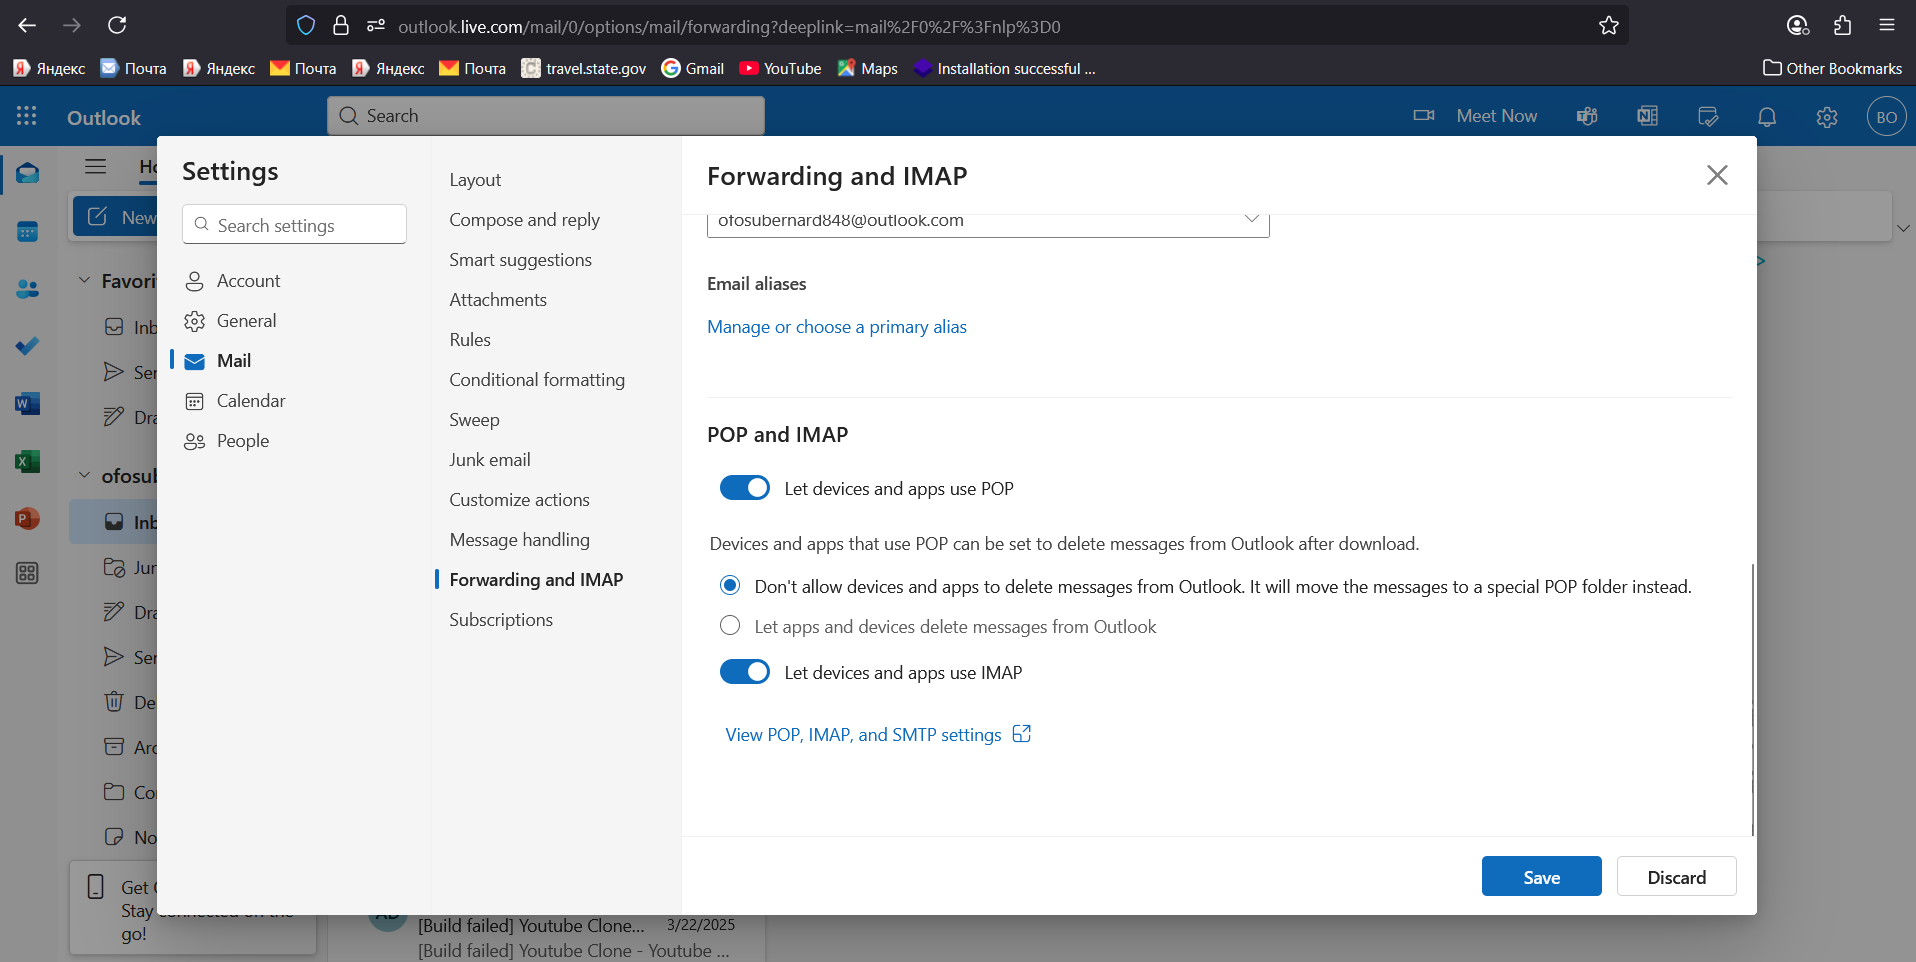 outlook.live.com/mail/0/options/mail/forwarding?deeplink=mail%2F0%2F%3Fnlp%3D0
Яндекс Почта Яндекс Почта Яндекс Почта travel.state.gov Gmail YouTube Maps Installation successful ... Other Bookmarks
Outlook
Search
Meet Now
BO
Settings
Search settings
Account
General
Mail
Calendar
People
Layout
Compose and reply
Smart suggestions
Attachments
Rules
Conditional formatting
Sweep
Junk email
Customize actions
Message handling
Forwarding and IMAP
Subscriptions
Forwarding and IMAP
ofosubernard848@outlook.com
Email aliases
Manage or choose a primary alias
POP and IMAP
Let devices and apps use POP
Devices and apps that use POP can be set to delete messages from Outlook after download.
Don't allow devices and apps to delete messages from Outlook. It will move the messages to a special POP folder instead.
Let apps and devices delete messages from Outlook
Let devices and apps use IMAP
View POP, IMAP, and SMTP settings
Save
Discard
New
Favori
Inb
Ser
Dra
ofosub
Inb
Jur
Dra
Ser
De
Arc
Co
No
Get
Stay connected on the
go!
[Build failed] Youtube Clone... 3/22/2025
[Build failed] Youtube Clone - Youtube ...